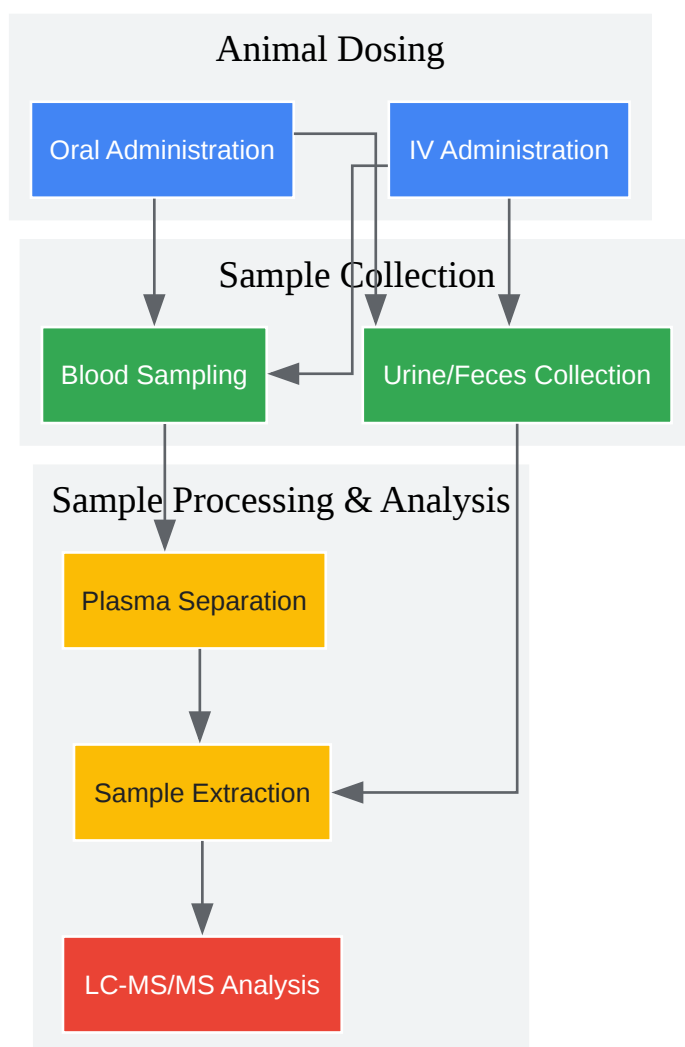 Animal Dosing
Oral Administration
IV Administration
Sample Collection
Blood Sampling
Urine/Feces Collection
Sample Processing & Analysis
Plasma Separation
Sample Extraction
LC-MS/MS Analysis